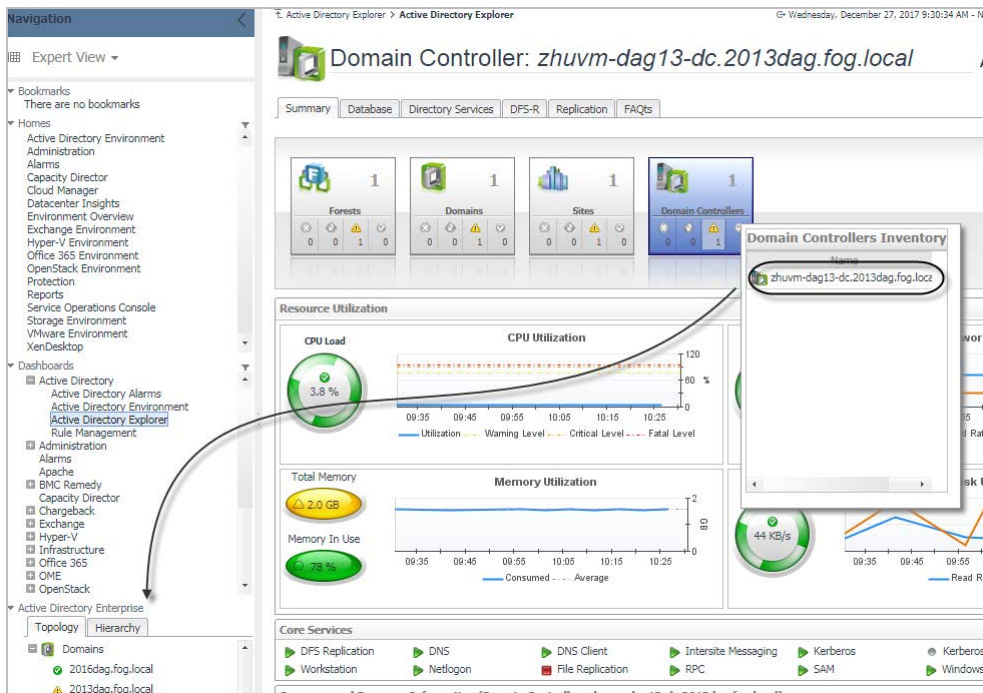 Navigation
Expert View
Bookmarks
There are no bookmarks
Homes
Active Directory Environment
Administration
Alarms
Capacity Director
Cloud Manager
Datacenter Insights
Environment Overview
Exchange Environment
Hyper-V Environment
Office 365 Environment
OpenStack Environment
Protection
Reports
Service Operations Console
Storage Environment
VMware Environment
XenDesktop
Dashboards
Active Directory
Active Directory Alarms
Active Directory Environment
Active Directory Explorer
Rule Management
Administration
Alarms
Apache
BMC Remedy
Capacity Director
Chargeback
Exchange
Hyper-V
Infrastructure
Office 365
OME
OpenStack
Active Directory Enterprise
Topology Hierarchy
Domains
2016dag.fog.local
2013dag.fog.local
Active Directory Explorer > Active Directory Explorer
Wednesday, December 27, 2017 9:30:34 AM - N
Domain Controller: zhuvm-dag13-dc.2013dag.fog.local
Summary Database Directory Services DFS-R Replication FAQts
1 1 1 1
Forests Domains Sites Domain Controllers
0 0 1 0 0 0 1 0 0 0 1 0 0 0 1 0
Domain Controllers Inventory
Name
zhuvm-dag13-dc.2013dag.fog.loca
Resource Utilization
CPU Load
3.8 %
CPU Utilization
120
60
0
%
09:35 09:45 09:55 10:05 10:15 10:25
Utilization Warning Level Critical Level Fatal Level
Total Memory
2.0 GB
Memory In Use
78 %
Memory Utilization
2
0
GB
09:35 09:45 09:55 10:05 10:15 10:25
Consumed Average
44 KB/s
09:35 09:45 09:55
Read R
Core Services
DFS Replication DNS DNS Client Intersite Messaging Kerberos Kerberos
Workstation Netlogon File Replication RPC SAM Windows